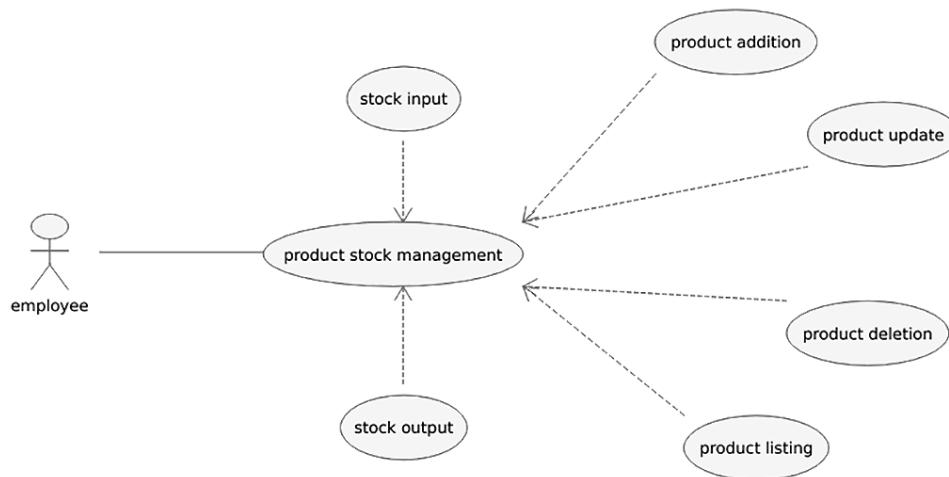 product addition
stock input
product update
product stock management
employee
product deletion
stock output
product listing